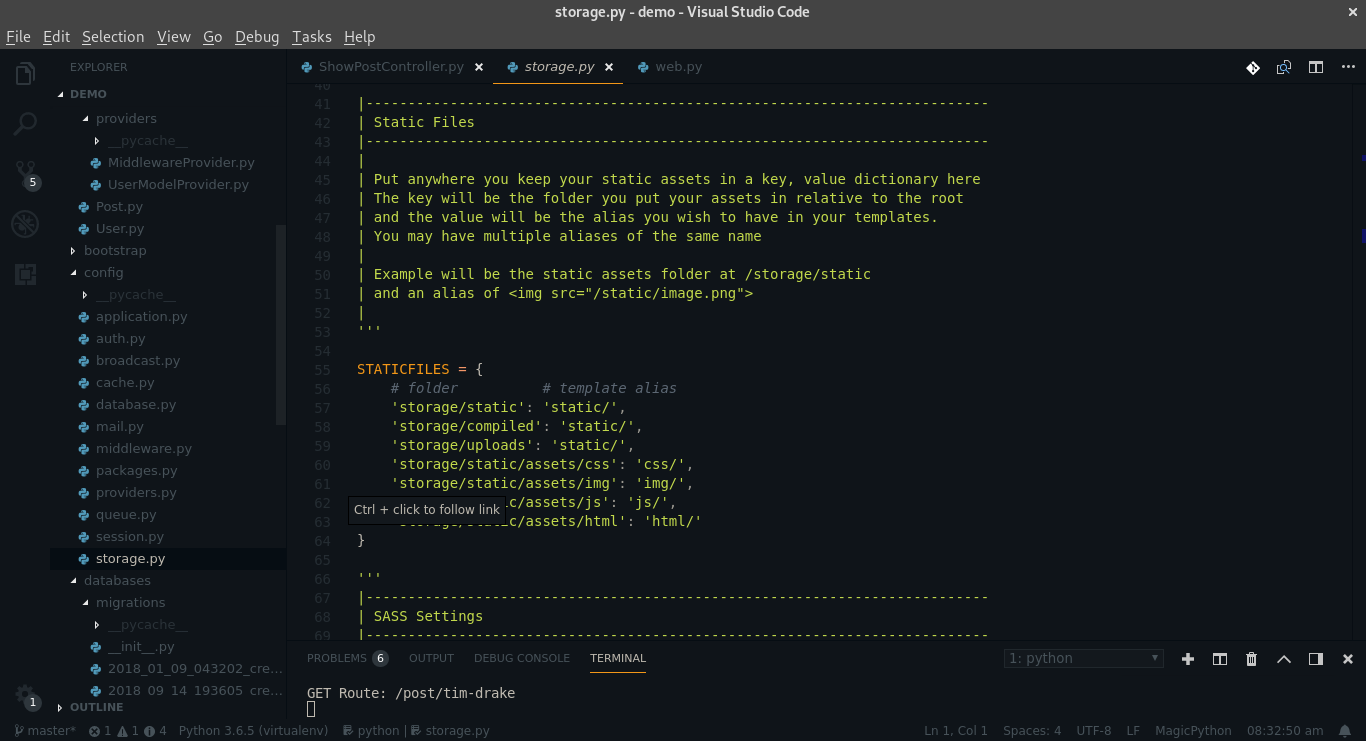 storage.py - demo - Visual Studio Code
File Edit Selection View Go Debug Tasks Help
EXPLORER
DEMO
providers
__pycache__
MiddlewareProvider.py
UserModelProvider.py
Post.py
User.py
bootstrap
config
__pycache__
application.py
auth.py
broadcast.py
cache.py
database.py
mail.py
middleware.py
packages.py
providers.py
queue.py
session.py
storage.py
databases
migrations
__pycache__
__init__.py
2018_01_09_043202_cre...
2018_09_14_193605_cre...
OUTLINE
5
1
ShowPostController.py storage.py web.py
40
41 |--------------------------------------------------------------------------
42 | Static Files
43 |--------------------------------------------------------------------------
44 |
45 | Put anywhere you keep your static assets in a key, value dictionary here
46 | The key will be the folder you put your assets in relative to the root
47 | and the value will be the alias you wish to have in your templates.
48 | You may have multiple aliases of the same name
49 |
50 | Example will be the static assets folder at /storage/static
51 | and an alias of <img src="/static/image.png">
52 |
53 '''
54
55 STATICFILES = {
56 # folder # template alias
57 'storage/static': 'static/',
58 'storage/compiled': 'static/',
59 'storage/uploads': 'static/',
60 'storage/static/assets/css': 'css/',
61 'storage/static/assets/img': 'img/',
62 ic/assets/js': 'js/',
Ctrl + click to follow link
63 'storage/static/assets/html': 'html/'
64 }
65
66 '''
67 |--------------------------------------------------------------------------
68 | SASS Settings
69 |--------------------------------------------------------------------------
PROBLEMS 6 OUTPUT DEBUG CONSOLE TERMINAL 1: python
GET Route: /post/tim-drake
master* 1 1 4 Python 3.6.5 (virtualenv) python | storage.py Ln 1, Col 1 Spaces: 4 UTF-8 LF MagicPython 08:32:50 am